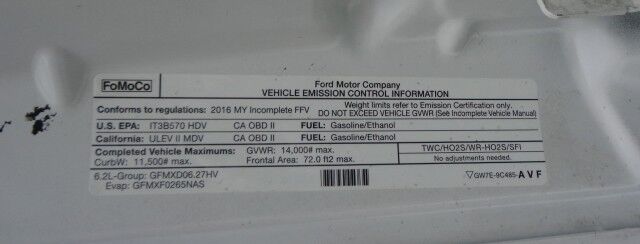 FoMoCo
Ford Motor Company
VEHICLE EMISSION CONTROL INFORMATION
Conforms to regulations: 2016 MY Incomplete FFV
Weight limits refer to Emission Certification only.
DO NOT EXCEED VEHICLE GVWR (See Incomplete Vehicle Manual)
U.S. EPA: IT3B570 HDV CA OBD II FUEL: Gasoline/Ethanol
California: ULEV II MDV CA OBD II FUEL: Gasoline/Ethanol
Completed Vehicle Maximums: GVWR: 14,000# max.
CurbW: 11,500# max. Frontal Area: 72.0 ft2 max.
TWC/HO2S/WR-HO2S/SFI
No adjustments needed.
6.2L-Group: GFMXD06.27HV
Evap: GFMXF0265NAS
GW7E-9C485-AVF